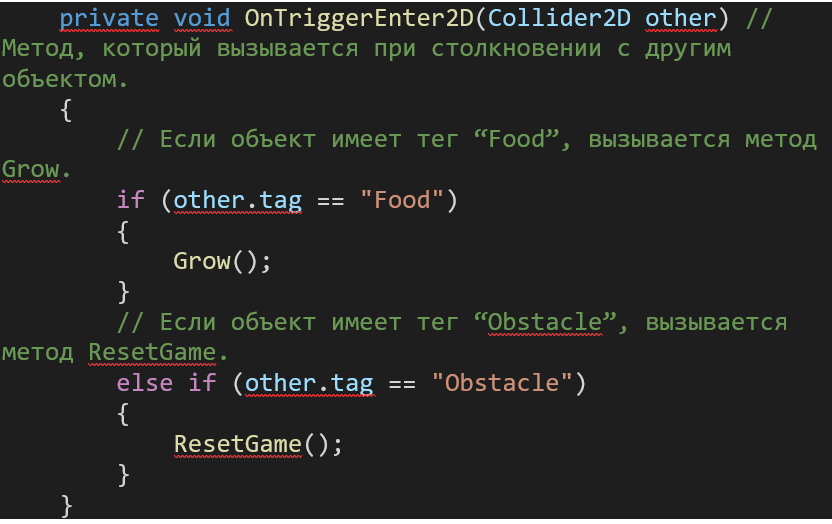 private void OnTriggerEnter2D(Collider2D other) //
Метод, который вызывается при столкновении с другим
объектом.
{
// Если объект имеет тег “Food”, вызывается метод
Grow.
if (other.tag == "Food")
{
Grow();
}
// Если объект имеет тег “Obstacle”, вызывается
метод ResetGame.
else if (other.tag == "Obstacle")
{
ResetGame();
}
}